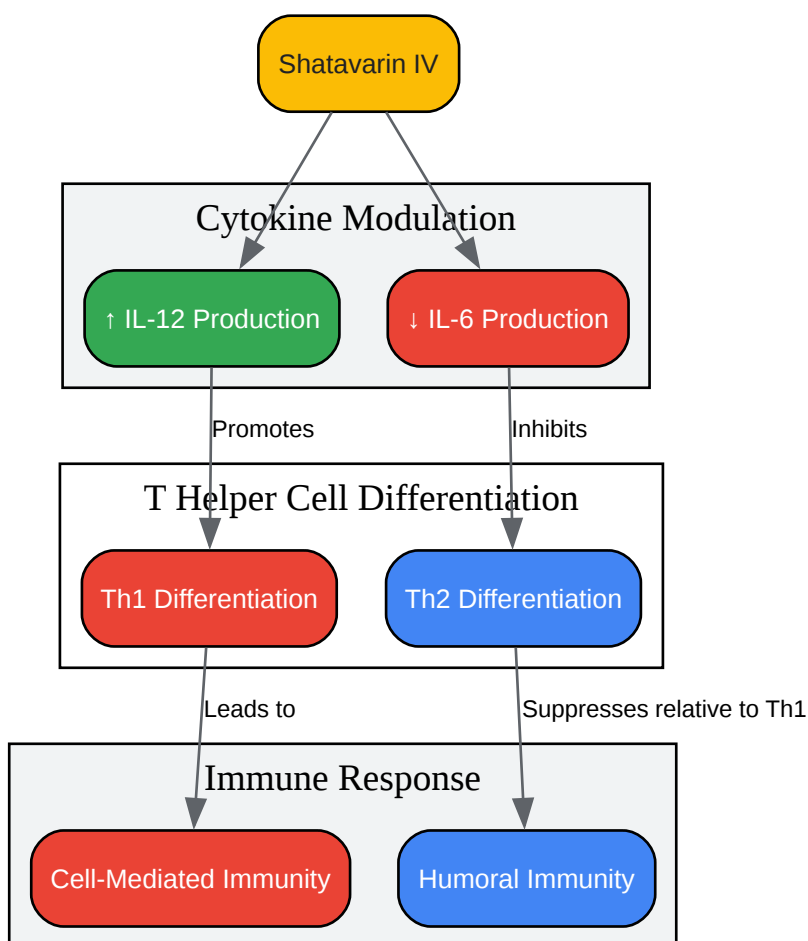 Shatavarin IV
Cytokine Modulation
↑ IL-12 Production
↓ IL-6 Production
Promotes
Inhibits
T Helper Cell Differentiation
Th1 Differentiation
Th2 Differentiation
Leads to
Suppresses relative to Th1
Immune Response
Cell-Mediated Immunity
Humoral Immunity